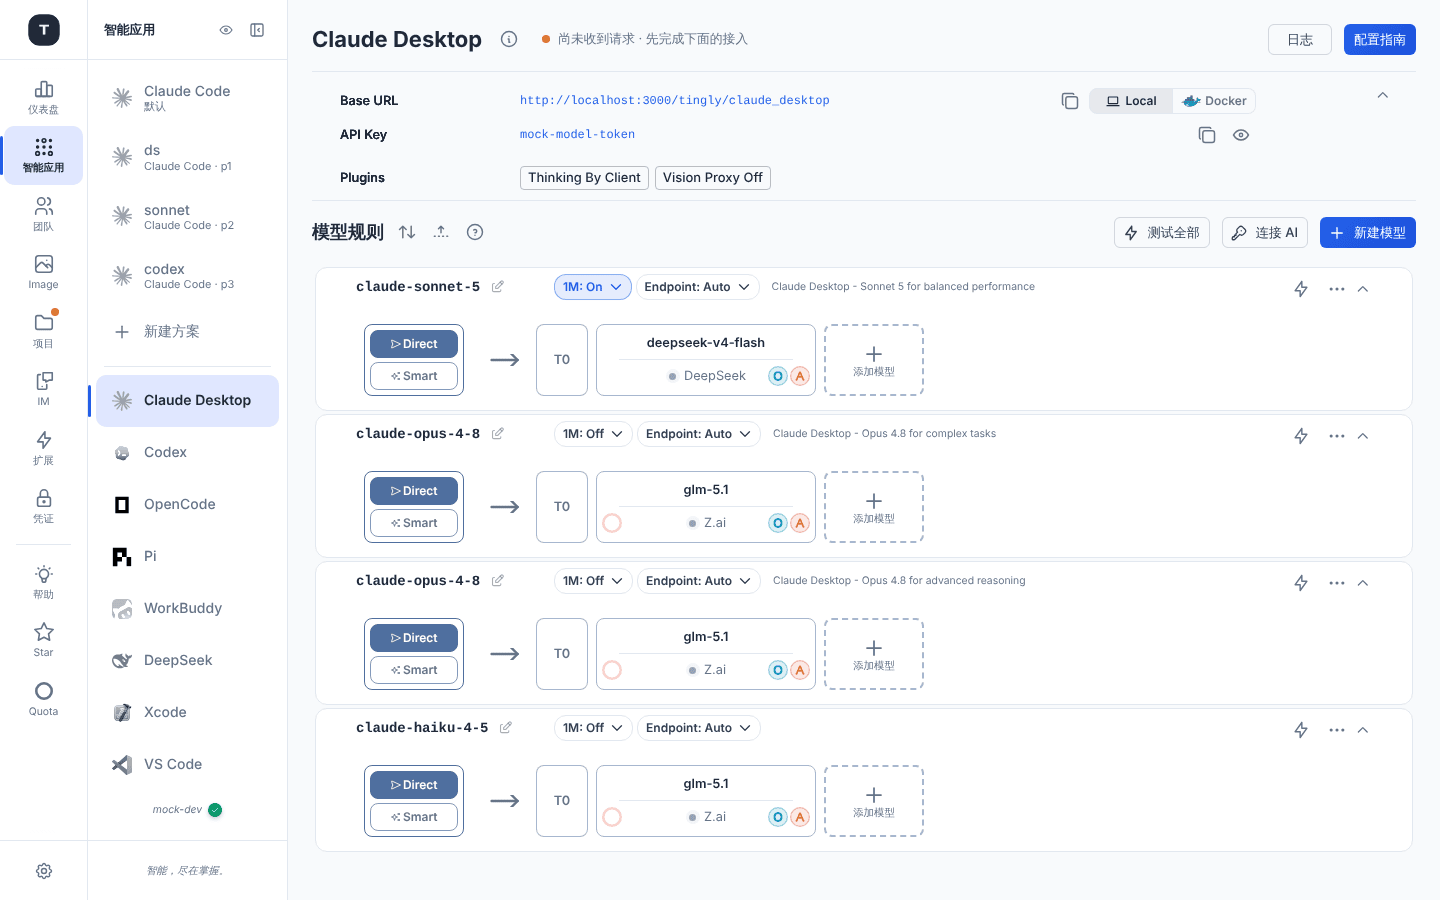 T
仪表盘
智能应用
团队
Image
项目
IM
扩展
凭证
帮助
Star
Quota
智能应用
Claude Code
默认
ds
Claude Code · p1
sonnet
Claude Code · p2
codex
Claude Code · p3
新建方案
Claude Desktop
Codex
OpenCode
Pi
WorkBuddy
DeepSeek
Xcode
VS Code
mock-dev
智能，尽在掌握。
Claude Desktop
尚未收到请求 · 先完成下面的接入
日志
配置指南
Base URL
http://localhost:3000/tingly/claude_desktop
Local
Docker
API Key
mock-model-token
Plugins
Thinking By Client
Vision Proxy Off
模型规则
测试全部
连接 AI
新建模型
claude-sonnet-5
1M: On
Endpoint: Auto
Claude Desktop - Sonnet 5 for balanced performance
Direct
Smart
T0
deepseek-v4-flash
DeepSeek
O
A
添加模型
claude-opus-4-8
1M: Off
Endpoint: Auto
Claude Desktop - Opus 4.8 for complex tasks
Direct
Smart
T0
glm-5.1
Z.ai
O
A
添加模型
claude-opus-4-8
1M: Off
Endpoint: Auto
Claude Desktop - Opus 4.8 for advanced reasoning
Direct
Smart
T0
glm-5.1
Z.ai
O
A
添加模型
claude-haiku-4-5
1M: Off
Endpoint: Auto
Direct
Smart
T0
glm-5.1
Z.ai
O
A
添加模型